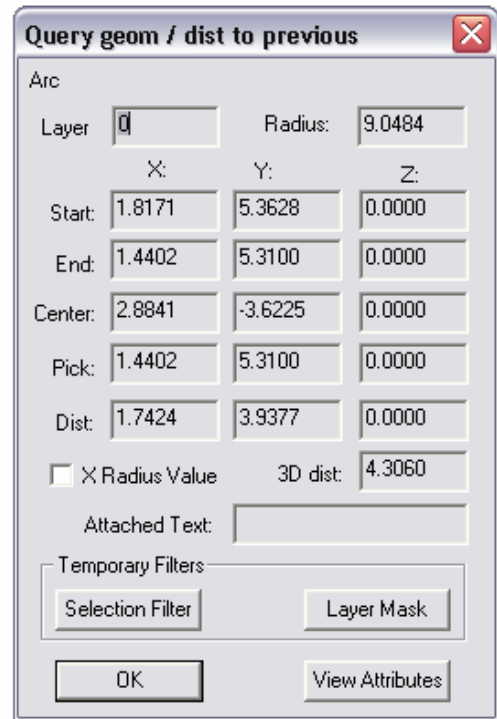 Query geom / dist to previous
Arc
Layer 0 Radius: 9.0484
X: Y: Z:
Start: 1.8171 5.3628 0.0000
End: 1.4402 5.3100 0.0000
Center: 2.8841 -3.6225 0.0000
Pick: 1.4402 5.3100 0.0000
Dist: 1.7424 3.9377 0.0000
X Radius Value 3D dist: 4.3060
Attached Text:
Temporary Filters
Selection Filter Layer Mask
OK View Attributes